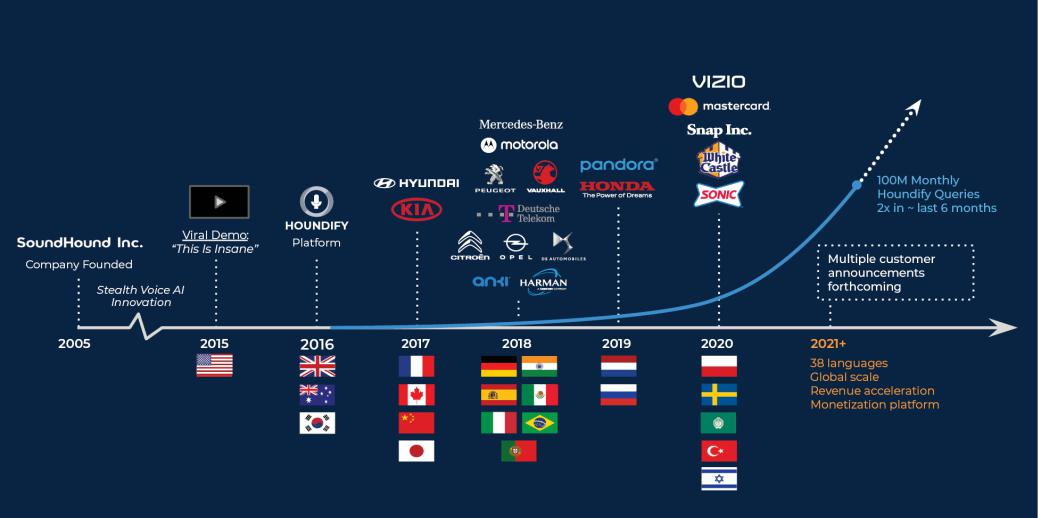 SoundHound Inc.
Company Founded
Stealth Voice AI
Innovation
Viral Demo:
“This Is Insane”
HOUNDIFY
Platform
HYUNDAI
KIA
Mercedes-Benz
motorola
PEUGEOT
VAUXHALL
Deutsche
Telekom
CITROËN
OPEL
DS AUTOMOBILES
anki
HARMAN
pandora
HONDA
The Power of Dreams
VIZIO
mastercard
Snap Inc.
White
Castle
SONIC
100M Monthly
Houndify Queries
2x in ~ last 6 months
Multiple customer
announcements
forthcoming
2005
2015
2016
2017
2018
2019
2020
2021+
38 languages
Global scale
Revenue acceleration
Monetization platform